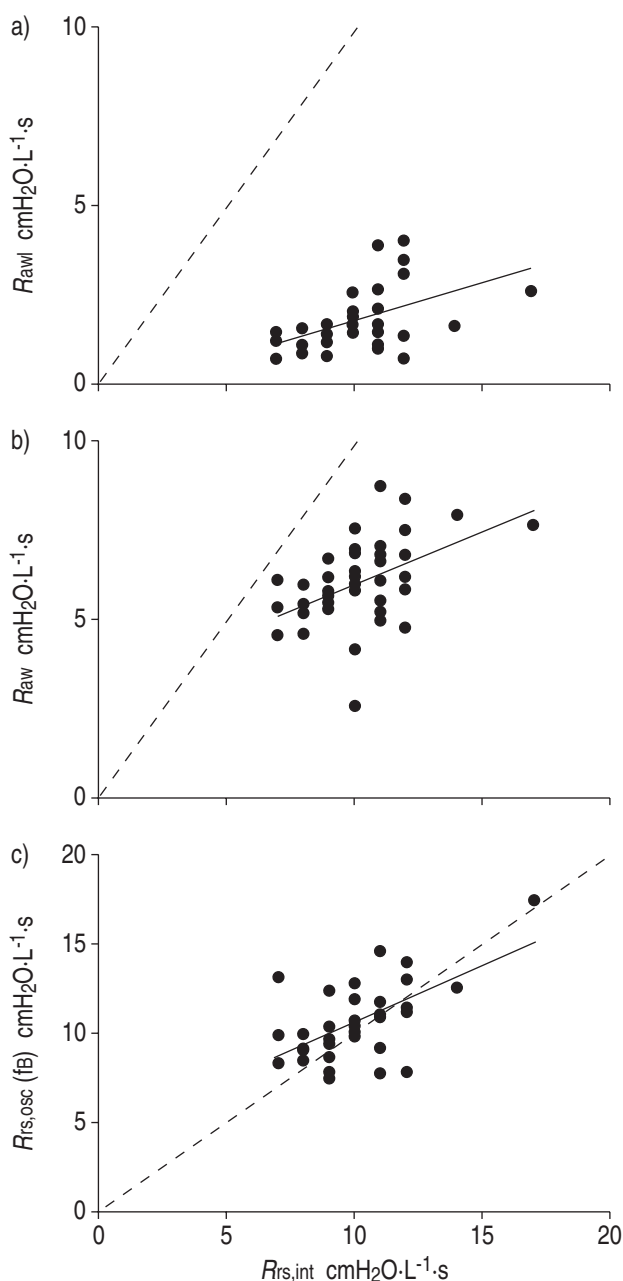 a)
10
5
0
Rawl cmH₂O·L⁻¹·s
b)
10
5
0
Raw cmH₂O·L⁻¹·s
c)
20
15
10
5
0
Rrs,osc (fB) cmH₂O·L⁻¹·s
0 5 10 15 20
Rrs,int cmH₂O·L⁻¹·s